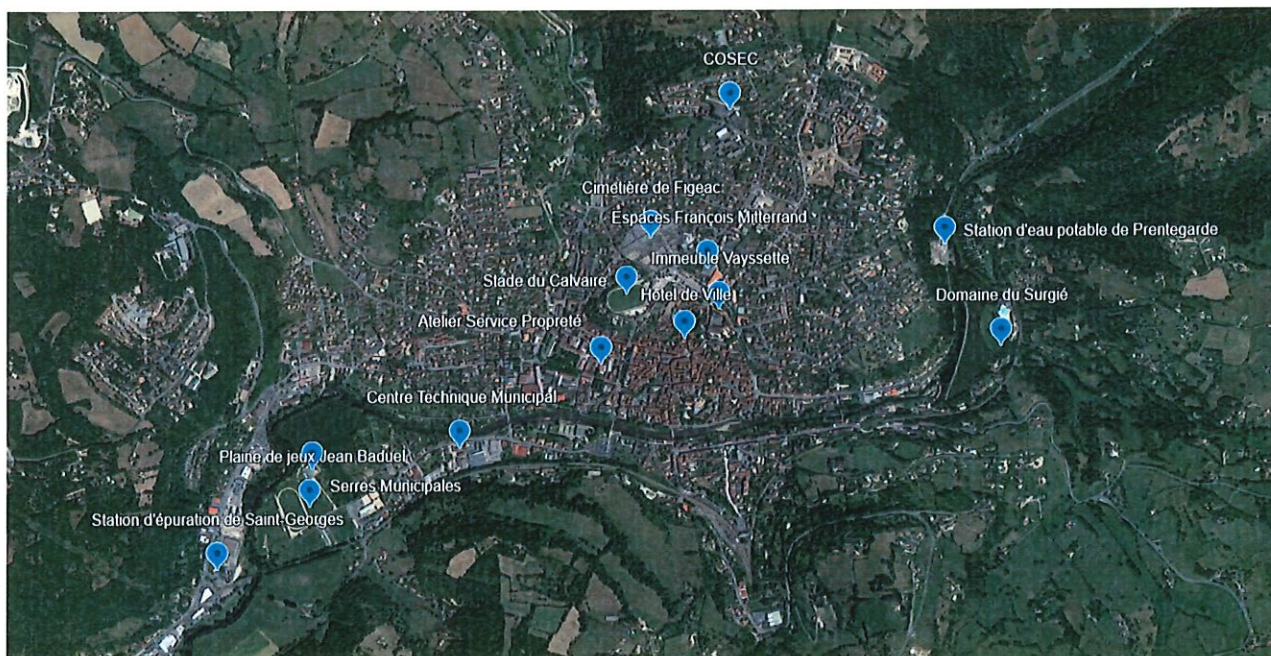 COSEC
Cimetière de Figeac
Espaces François Mitterrand
Station d'eau potable de Prentegarde
Immeuble Vayssette
Stade du Calvaire
Hôtel de Ville
Domaine du Surgié
Atelier Service Propreté
Centre Technique Municipal
Plaine de jeux Jean Baduel
Serres Municipales
Station d'épuration de Saint-Georges